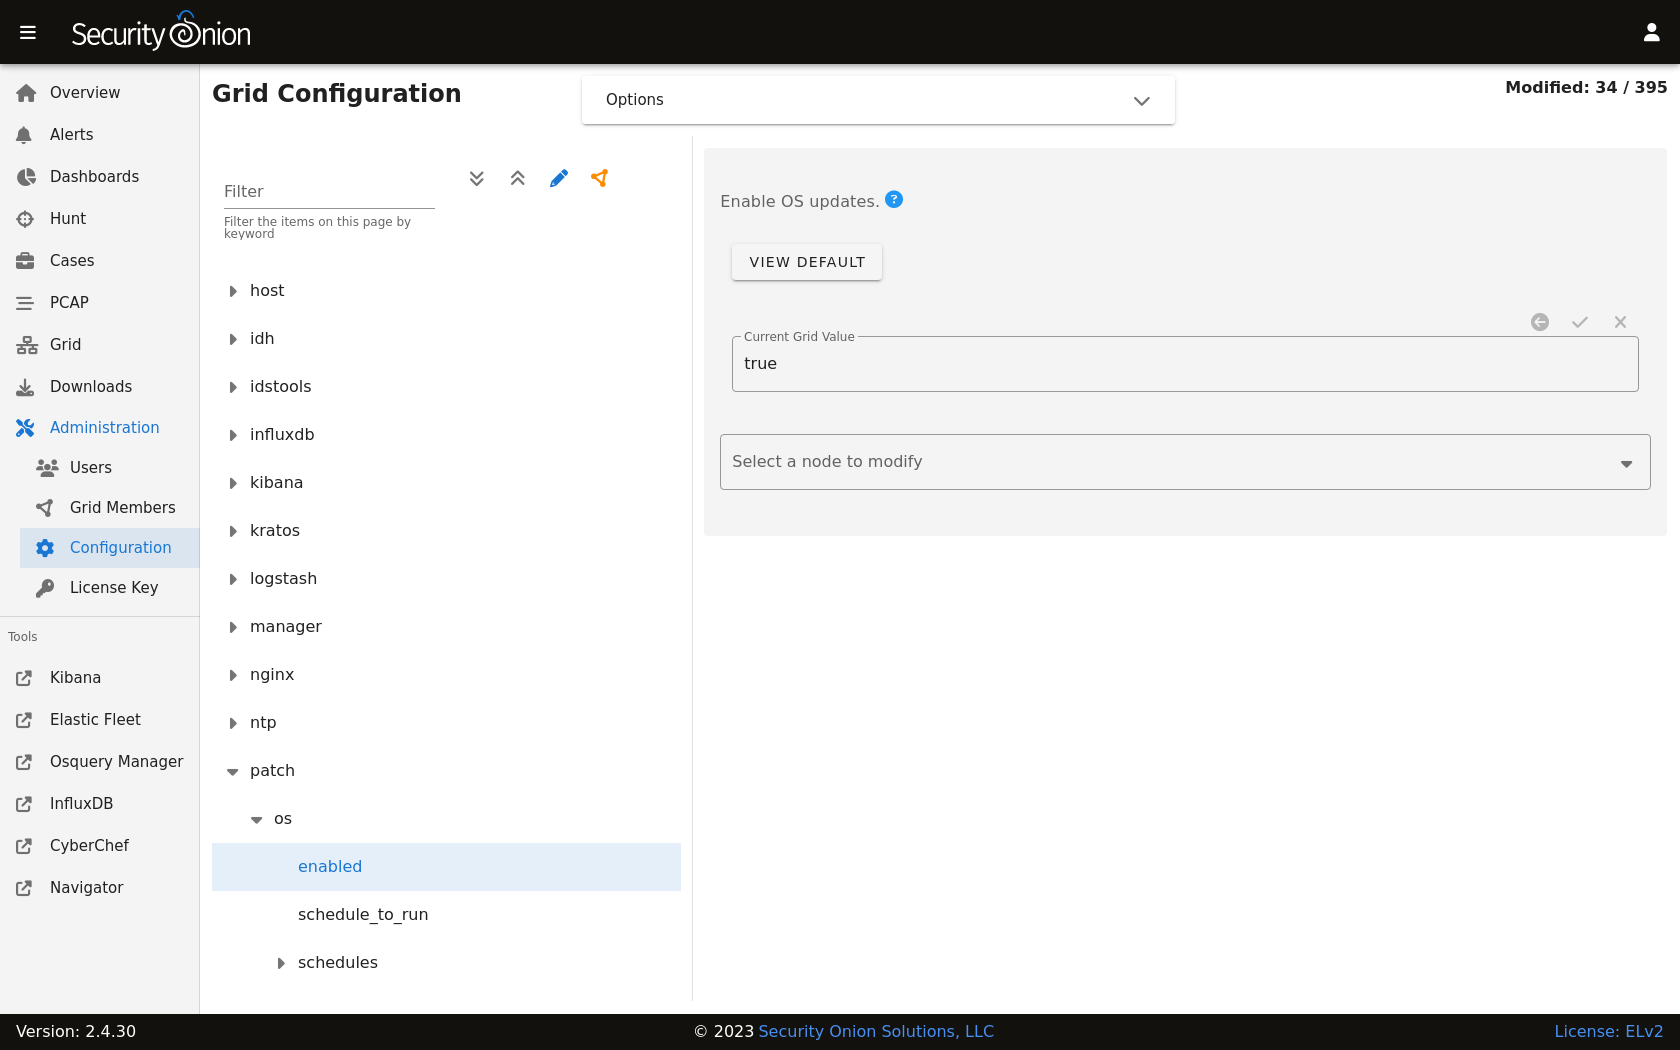 Security Onion
Overview
Alerts
Dashboards
Hunt
Cases
PCAP
Grid
Downloads
Administration
Users
Grid Members
Configuration
License Key
Tools
Kibana
Elastic Fleet
Osquery Manager
InfluxDB
CyberChef
Navigator
Grid Configuration
Options
Modified: 34 / 395
Filter
Filter the items on this page by
keyword
host
idh
idstools
influxdb
kibana
kratos
logstash
manager
nginx
ntp
patch
os
enabled
schedule_to_run
schedules
Enable OS updates. ?
VIEW DEFAULT
Current Grid Value
true
Select a node to modify
Version: 2.4.30
© 2023 Security Onion Solutions, LLC
License: ELv2